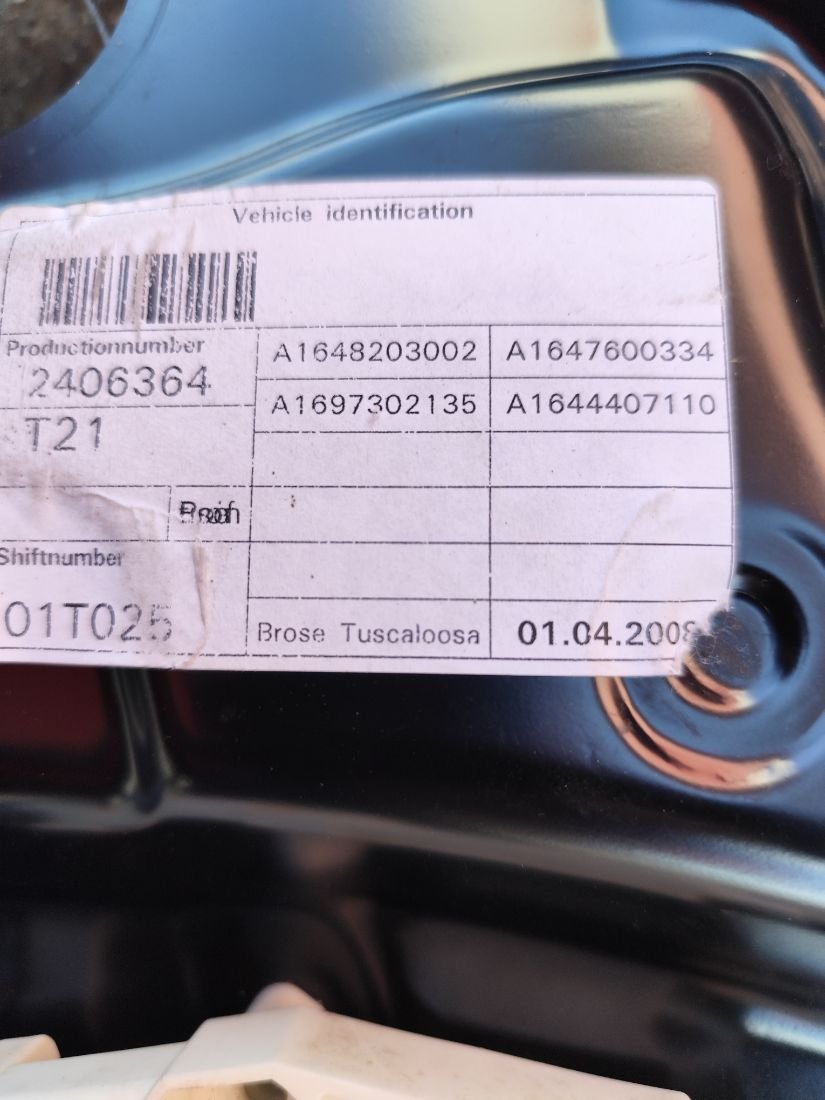 Vehicle identification
Productionnumber
2406364
A1648203002 A1647600334
T21
A1697302135 A1644407110
Shiftnumber
01T025
Brose Tuscaloosa 01.04.2008